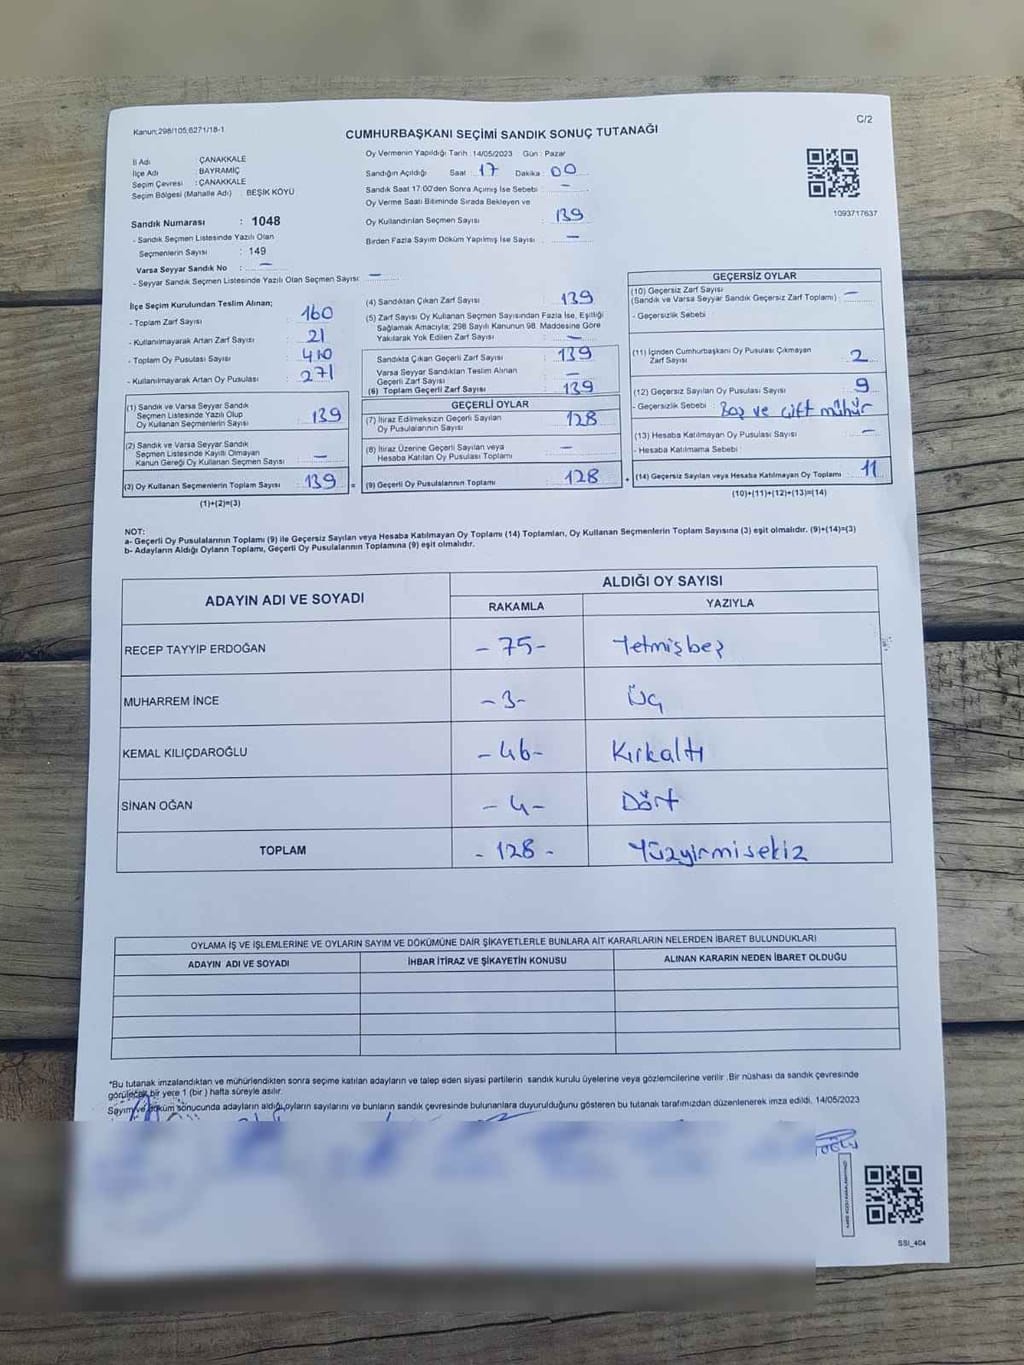 Kanun;298/105;6271/18-1
C/2
CUMHURBAŞKANI SEÇİMİ SANDIK SONUÇ TUTANAĞI
İl Adı : ÇANAKKALE
İlçe Adı : BAYRAMİÇ
Seçim Çevresi : ÇANAKKALE
Seçim Bölgesi (Mahalle Adı) : BEŞİK KÖYÜ
Sandık Numarası : 1048
- Sandık Seçmen Listesinde Yazılı Olan
Seçmenlerin Sayısı : 149
Varsa Seyyar Sandık No : –
- Seyyar Sandık Seçmen Listesinde Yazılı Olan Seçmen Sayısı: –
Oy Vermenin Yapıldığı Tarih : 14/05/2023 Gün : Pazar
Sandığın Açıldığı Saat : 17 Dakika : 00
Sandık Saat 17:00'den Sonra Açımış İse Sebebi : –
Oy Verme Saati Bitiminde Sırada Bekleyen ve
Oy Kullandırılan Seçmen Sayısı : 139
Birden Fazla Sayım Döküm Yapılmış İse Sayısı : –
1093717637
İlçe Seçim Kurulundan Teslim Alınan;
- Toplam Zarf Sayısı : 160
- Kullanılmayarak Artan Zarf Sayısı : 21
- Toplam Oy Pusulası Sayısı : 410
- Kullanılmayarak Artan Oy Pusulası : 271
(1) Sandık ve Varsa Seyyar Sandık
Seçmen Listesinde Yazılı Olup
Oy Kullanan Seçmenlerin Sayısı : 139
(2) Sandık ve Varsa Seyyar Sandık
Seçmen Listesinde Kayıtlı Olmayan
Kanun Gereği Oy Kullanan Seçmen Sayısı : –
(3) Oy Kullanan Seçmenlerin Toplam Sayısı : 139
(1)+(2)=(3)
(4) Sandıktan Çıkan Zarf Sayısı : 139
(5) Zarf Sayısı Oy Kullanan Seçmen Sayısından Fazla İse, Eşitliği
Sağlamak Amacıyla; 298 Sayılı Kanunun 98. Maddesine Göre
Yakılarak Yok Edilen Zarf Sayısı : –
Sandıkta Çıkan Geçerli Zarf Sayısı : 139
Varsa Seyyar Sandıktan Teslim Alınan
Geçerli Zarf Sayısı : –
(6) Toplam Geçerli Zarf Sayısı : 139
GEÇERLİ OYLAR
(7) İtiraz Edilmeksizin Geçerli Sayılan
Oy Pusulalarının Sayısı : 128
(8) İtiraz Üzerine Geçerli Sayılan veya
Hesaba Katılan Oy Pusulası Toplamı : –
= (9) Geçerli Oy Pusulalarının Toplamı : 128
GEÇERSİZ OYLAR
(10) Geçersiz Zarf Sayısı : –
(Sandık ve Varsa Seyyar Sandık Geçersiz Zarf Toplamı)
- Geçersizlik Sebebi :
(11) İçinden Cumhurbaşkanı Oy Pusulası Çıkmayan
Zarf Sayısı : 2
(12) Geçersiz Sayılan Oy Pusulası Sayısı : 9
- Geçersizlik Sebebi : Boş ve çift mühür
(13) Hesaba Katılmayan Oy Pusulası Sayısı : –
- Hesaba Katılmama Sebebi :
+ (14) Geçersiz Sayılan veya Hesaba Katılmayan Oy Toplamı : 11
(10)+(11)+(12)+(13)=(14)
NOT:
a- Geçerli Oy Pusulalarının Toplamı (9) ile Geçersiz Sayılan veya Hesaba Katılmayan Oy Toplamı (14) Toplamları, Oy Kullanan Seçmenlerin Toplam Sayısına (3) eşit olmalıdır. (9)+(14)=(3)
b- Adayların Aldığı Oyların Toplamı, Geçerli Oy Pusulalarının Toplamına (9) eşit olmalıdır.
ADAYIN ADI VE SOYADI
ALDIĞI OY SAYISI
RAKAMLA YAZIYLA
RECEP TAYYİP ERDOĞAN -75- Yetmişbeş
MUHARREM İNCE -3- Üç
KEMAL KILIÇDAROĞLU -46- Kırkaltı
SİNAN OĞAN -4- Dört
TOPLAM -128- Yüzyirmisekiz
OYLAMA İŞ VE İŞLEMLERİNE VE OYLARIN SAYIM VE DÖKÜMÜNE DAİR ŞİKAYETLERLE BUNLARA AİT KARARLARIN NELERDEN İBARET BULUNDUKLARI
ADAYIN ADI VE SOYADI İHBAR İTİRAZ VE ŞİKAYETİN KONUSU ALINAN KARARIN NEDEN İBARET OLDUĞU
*Bu tutanak imzalandıktan ve mühürlendikten sonra seçime katılan adayların ve talep eden siyasi partilerin sandık kurulu üyelerine veya gözlemcilerine verilir .Bir nüshası da sandık çevresinde
görülecek bir yere 1 (bir ) hafta süreyle asılır.
Sayım ve döküm sonucunda adayların aldığı oyların sayılarını ve bunların sandık çevresinde bulunanlara duyurulduğunu gösteren bu tutanak tarafımızdan düzenlenerek imza edildi. 14/05/2023
SSI_404